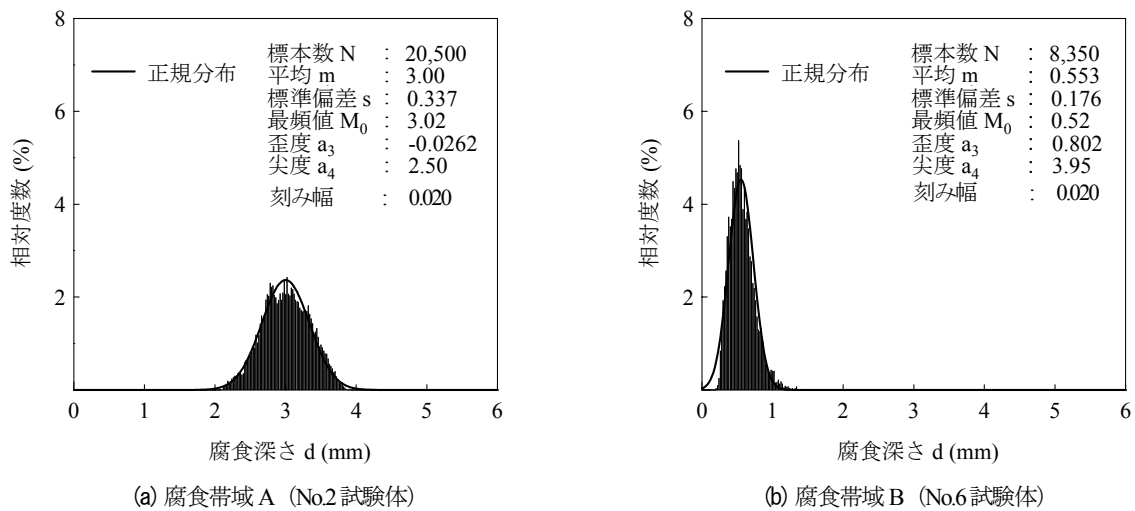 8
6
4
2
0
1
2
3
4
5
6
相対度数 (%)
正規分布
標本数 N : 20,500
平均 m : 3.00
標準偏差 s : 0.337
最頻値 M0 : 3.02
歪度 a3 : -0.0262
尖度 a4 : 2.50
刻み幅 : 0.020
腐食深さ d (mm)
(a) 腐食帯域 A (No.2 試験体)
8
6
4
2
0
1
2
3
4
5
6
相対度数 (%)
正規分布
標本数 N : 8,350
平均 m : 0.553
標準偏差 s : 0.176
最頻値 M0 : 0.52
歪度 a3 : 0.802
尖度 a4 : 3.95
刻み幅 : 0.020
腐食深さ d (mm)
(b) 腐食帯域 B (No.6 試験体)